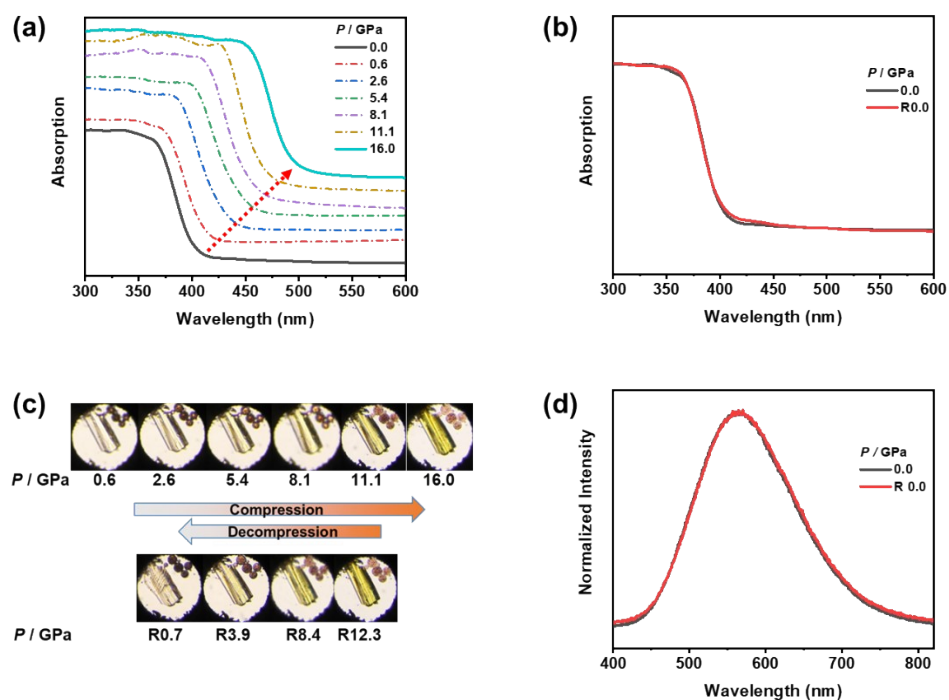 (a)
P / GPa
0.0
0.6
2.6
5.4
8.1
11.1
16.0
Absorption
300 350 400 450 500 550 600
Wavelength (nm)
(b)
P / GPa
0.0
R0.0
Absorption
300 350 400 450 500 550 600
Wavelength (nm)
(c)
P / GPa 0.6 2.6 5.4 8.1 11.1 16.0
Compression
Decompression
P / GPa R0.7 R3.9 R8.4 R12.3
(d)
P / GPa
0.0
R 0.0
Normalized Intensity
400 500 600 700 800
Wavelength (nm)